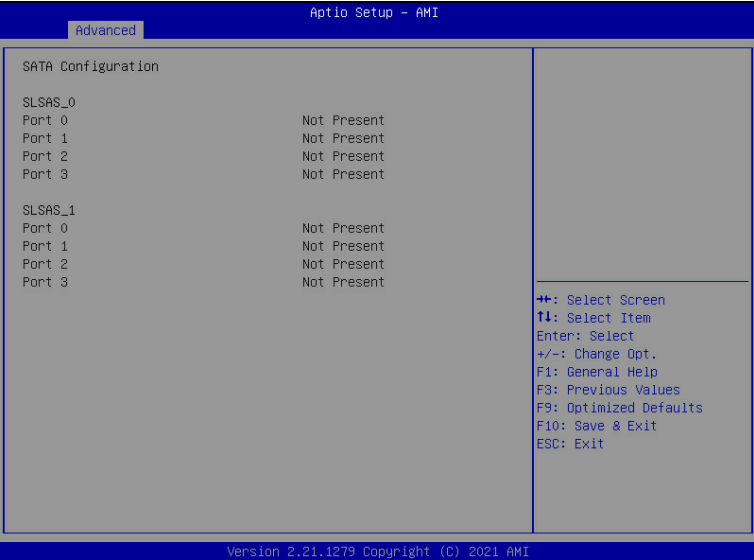 Aptio Setup – AMI
Advanced
SATA Configuration
SLSAS_0
Port 0 Not Present
Port 1 Not Present
Port 2 Not Present
Port 3 Not Present
SLSAS_1
Port 0 Not Present
Port 1 Not Present
Port 2 Not Present
Port 3 Not Present
→←: Select Screen
↑↓: Select Item
Enter: Select
+/-: Change Opt.
F1: General Help
F3: Previous Values
F9: Optimized Defaults
F10: Save & Exit
ESC: Exit
Version 2.21.1279 Copyright (C) 2021 AMI